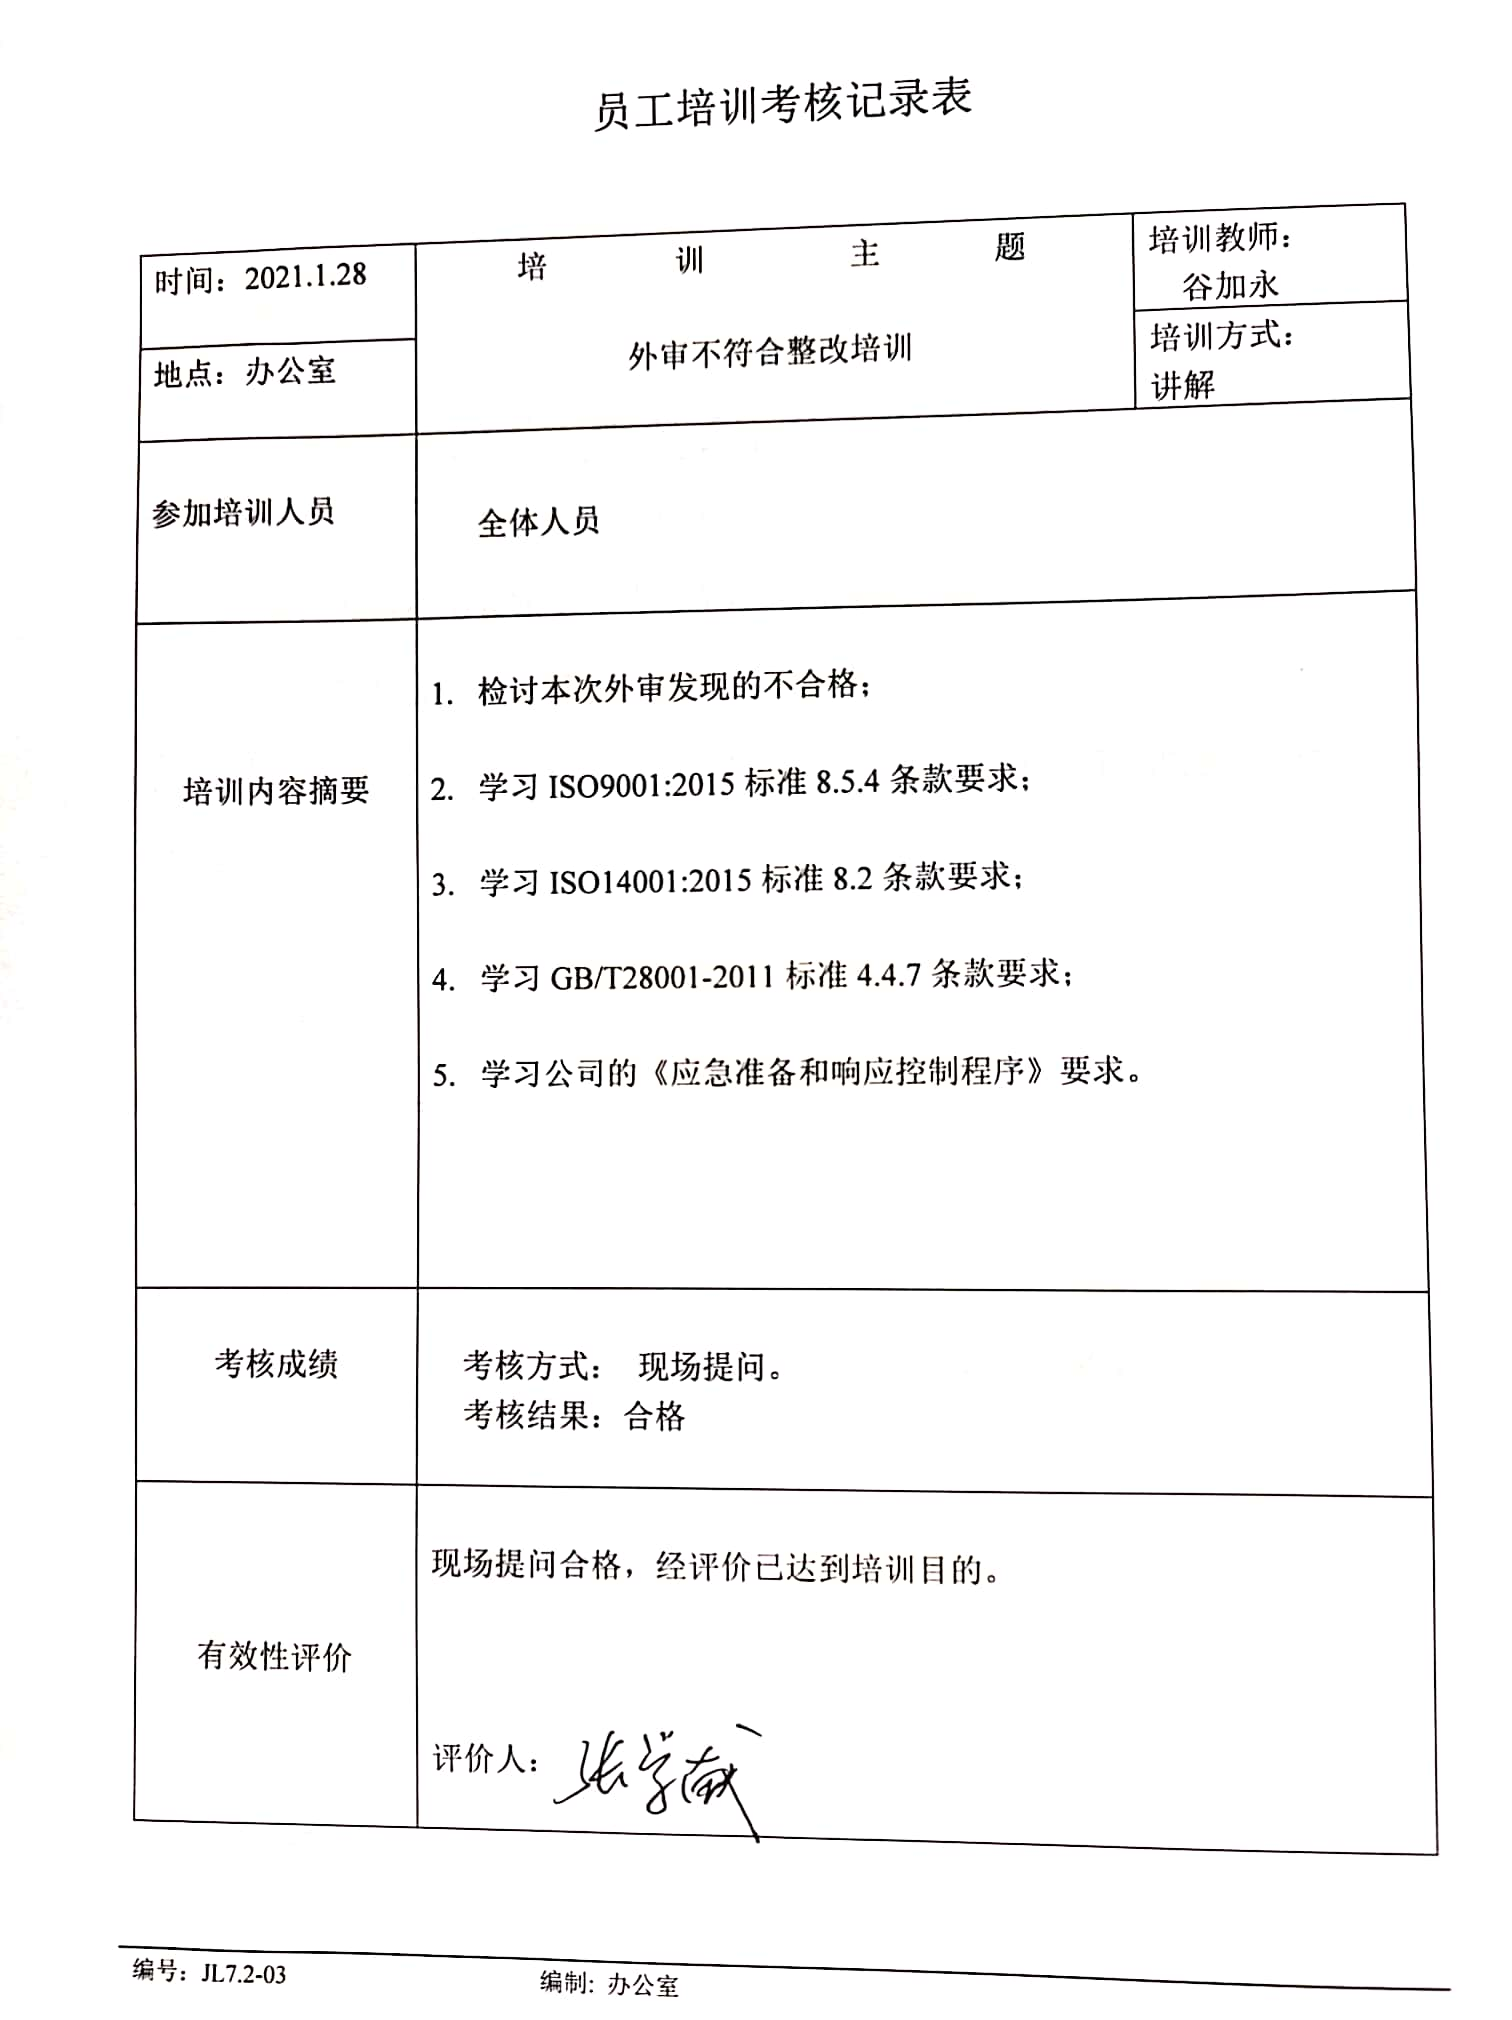 员工培训考核记录表
时间：2021.1.28
培 训 主 题
培训教师：
谷加永
地点：办公室
外审不符合整改培训
培训方式：
讲解
参加培训人员
全体人员
培训内容摘要
1. 检讨本次外审发现的不合格；
2. 学习 ISO9001:2015 标准 8.5.4 条款要求；
3. 学习 ISO14001:2015 标准 8.2 条款要求；
4. 学习 GB/T28001-2011 标准 4.4.7 条款要求；
5. 学习公司的《应急准备和响应控制程序》要求。
考核成绩
考核方式： 现场提问。
考核结果：合格
有效性评价
现场提问合格，经评价已达到培训目的。
评价人：张学献
编号：JL7.2-03
编制: 办公室